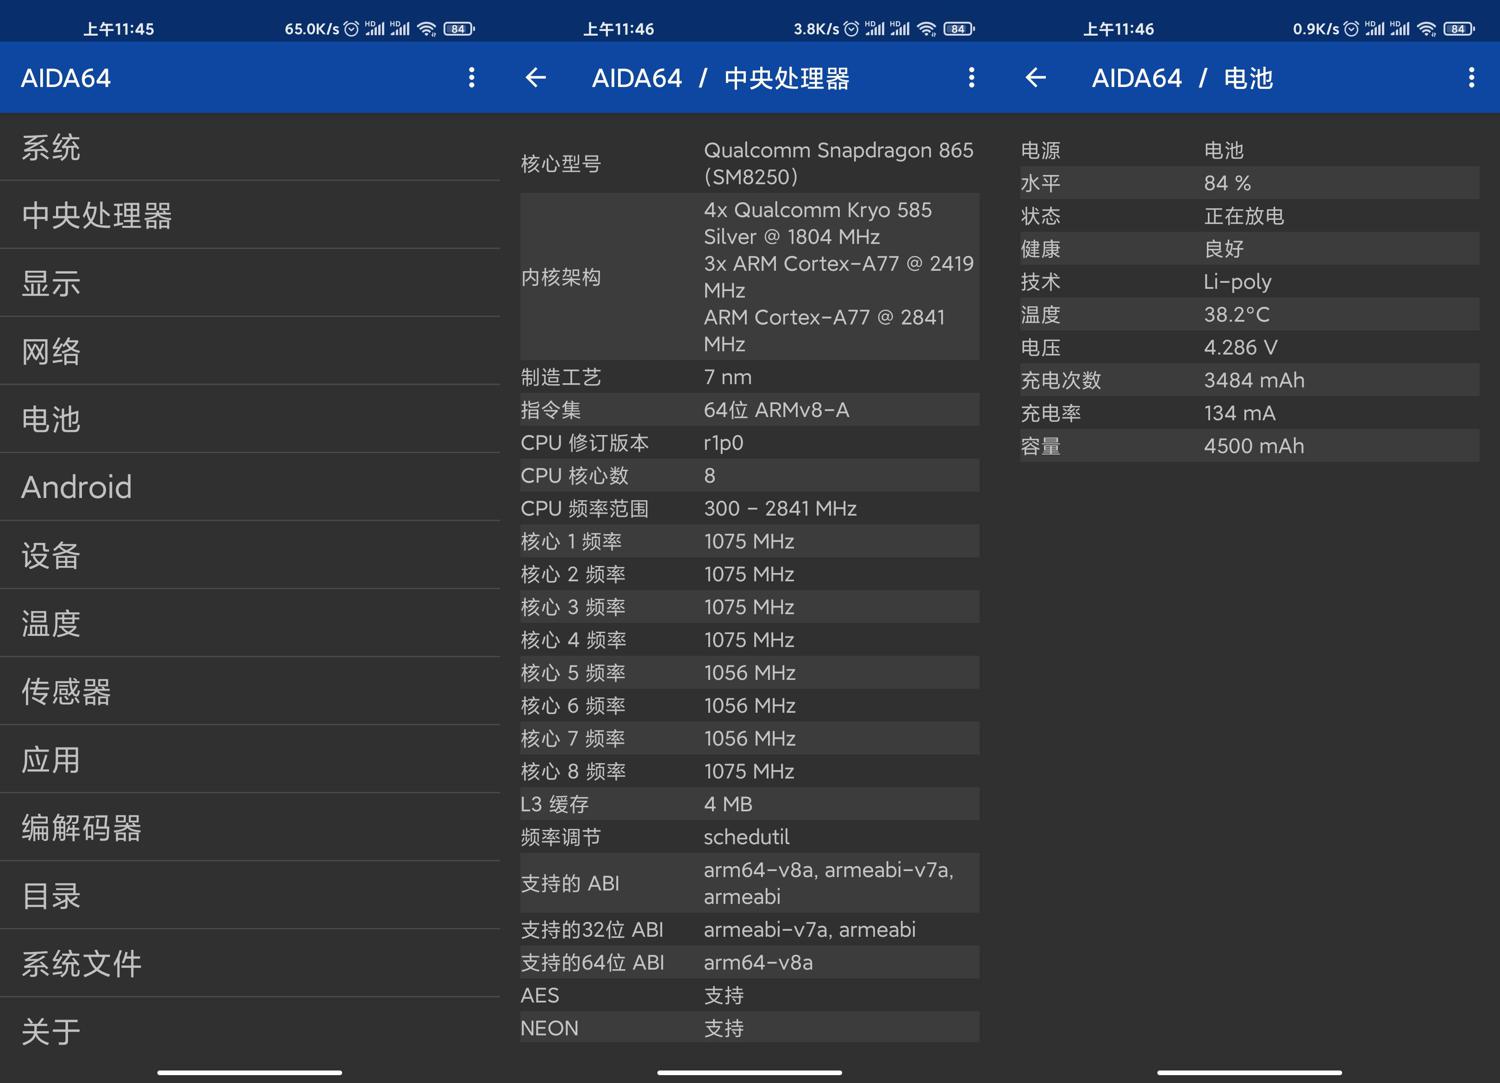 上午11:45
65.0K/s
HD
HD
84
AIDA64
系统
中央处理器
显示
网络
电池
Android
设备
温度
传感器
应用
编解码器
目录
系统文件
关于
上午11:46
3.8K/s
HD
HD
84
AIDA64 / 中央处理器
核心型号
Qualcomm Snapdragon 865
(SM8250)
内核架构
4x Qualcomm Kryo 585
Silver @ 1804 MHz
3x ARM Cortex-A77 @ 2419
MHz
ARM Cortex-A77 @ 2841
MHz
制造工艺 7 nm
指令集 64位 ARMv8-A
CPU 修订版本 r1p0
CPU 核心数 8
CPU 频率范围 300 - 2841 MHz
核心 1 频率 1075 MHz
核心 2 频率 1075 MHz
核心 3 频率 1075 MHz
核心 4 频率 1075 MHz
核心 5 频率 1056 MHz
核心 6 频率 1056 MHz
核心 7 频率 1056 MHz
核心 8 频率 1075 MHz
L3 缓存 4 MB
频率调节 schedutil
支持的 ABI
arm64-v8a, armeabi-v7a,
armeabi
支持的32位 ABI armeabi-v7a, armeabi
支持的64位 ABI arm64-v8a
AES 支持
NEON 支持
上午11:46
0.9K/s
HD
HD
84
AIDA64 / 电池
电源 电池
水平 84 %
状态 正在放电
健康 良好
技术 Li-poly
温度 38.2°C
电压 4.286 V
充电次数 3484 mAh
充电率 134 mA
容量 4500 mAh